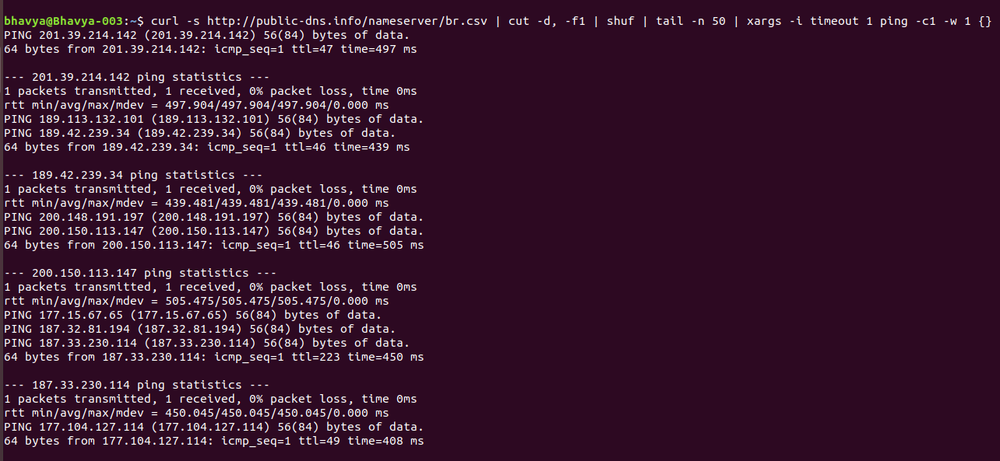 bhavya@Bhavya-003:~$ curl -s http://public-dns.info/nameserver/br.csv | cut -d, -f1 | shuf | tail -n 50 | xargs -i timeout 1 ping -c1 -w 1 {}
PING 201.39.214.142 (201.39.214.142) 56(84) bytes of data.
64 bytes from 201.39.214.142: icmp_seq=1 ttl=47 time=497 ms

--- 201.39.214.142 ping statistics ---
1 packets transmitted, 1 received, 0% packet loss, time 0ms
rtt min/avg/max/mdev = 497.904/497.904/497.904/0.000 ms
PING 189.113.132.101 (189.113.132.101) 56(84) bytes of data.
PING 189.42.239.34 (189.42.239.34) 56(84) bytes of data.
64 bytes from 189.42.239.34: icmp_seq=1 ttl=46 time=439 ms

--- 189.42.239.34 ping statistics ---
1 packets transmitted, 1 received, 0% packet loss, time 0ms
rtt min/avg/max/mdev = 439.481/439.481/439.481/0.000 ms
PING 200.148.191.197 (200.148.191.197) 56(84) bytes of data.
PING 200.150.113.147 (200.150.113.147) 56(84) bytes of data.
64 bytes from 200.150.113.147: icmp_seq=1 ttl=46 time=505 ms

--- 200.150.113.147 ping statistics ---
1 packets transmitted, 1 received, 0% packet loss, time 0ms
rtt min/avg/max/mdev = 505.475/505.475/505.475/0.000 ms
PING 177.15.67.65 (177.15.67.65) 56(84) bytes of data.
PING 187.32.81.194 (187.32.81.194) 56(84) bytes of data.
PING 187.33.230.114 (187.33.230.114) 56(84) bytes of data.
64 bytes from 187.33.230.114: icmp_seq=1 ttl=223 time=450 ms

--- 187.33.230.114 ping statistics ---
1 packets transmitted, 1 received, 0% packet loss, time 0ms
rtt min/avg/max/mdev = 450.045/450.045/450.045/0.000 ms
PING 177.104.127.114 (177.104.127.114) 56(84) bytes of data.
64 bytes from 177.104.127.114: icmp_seq=1 ttl=49 time=408 ms